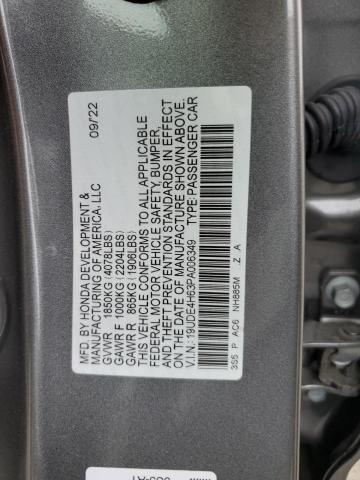 MFD. BY HONDA DEVELOPMENT & 09/22
MANUFACTURING OF AMERICA, LLC
GVWR 1850KG (4078LBS)
GAWR F 1000KG (2204LBS)
GAWR R 865KG (1906LBS)
THIS VEHICLE CONFORMS TO ALL APPLICABLE
FEDERAL MOTOR VEHICLE SAFETY, BUMPER,
AND THEFT PREVENTION STANDARDS IN EFFECT
ON THE DATE OF MANUFACTURE SHOWN ABOVE.
V.I.N: 19UDE4H63PA006349 TYPE:PASSENGER CAR
3S5 P AC6 NH885M Z A